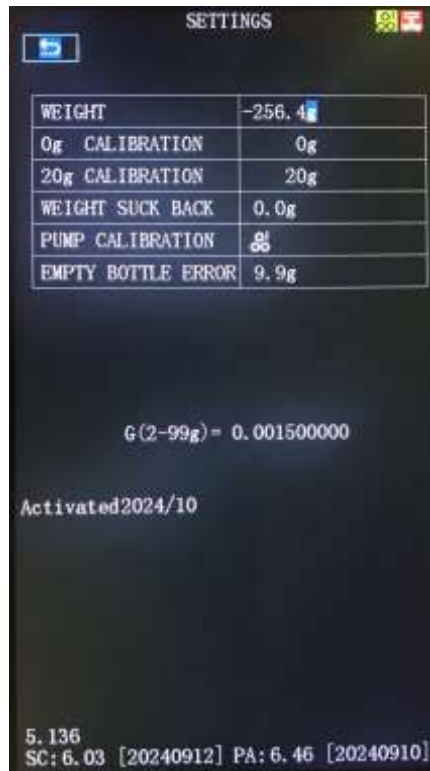 SETTINGS
WEIGHT -256.4g
0g CALIBRATION 0g
20g CALIBRATION 20g
WEIGHT SUCK BACK 0.0g
PUMP CALIBRATION
EMPTY BOTTLE ERROR 9.9g
G(2-99g)= 0.001500000
Activated2024/10
5.136
SC:6.03 [20240912] PA:6.46 [20240910]